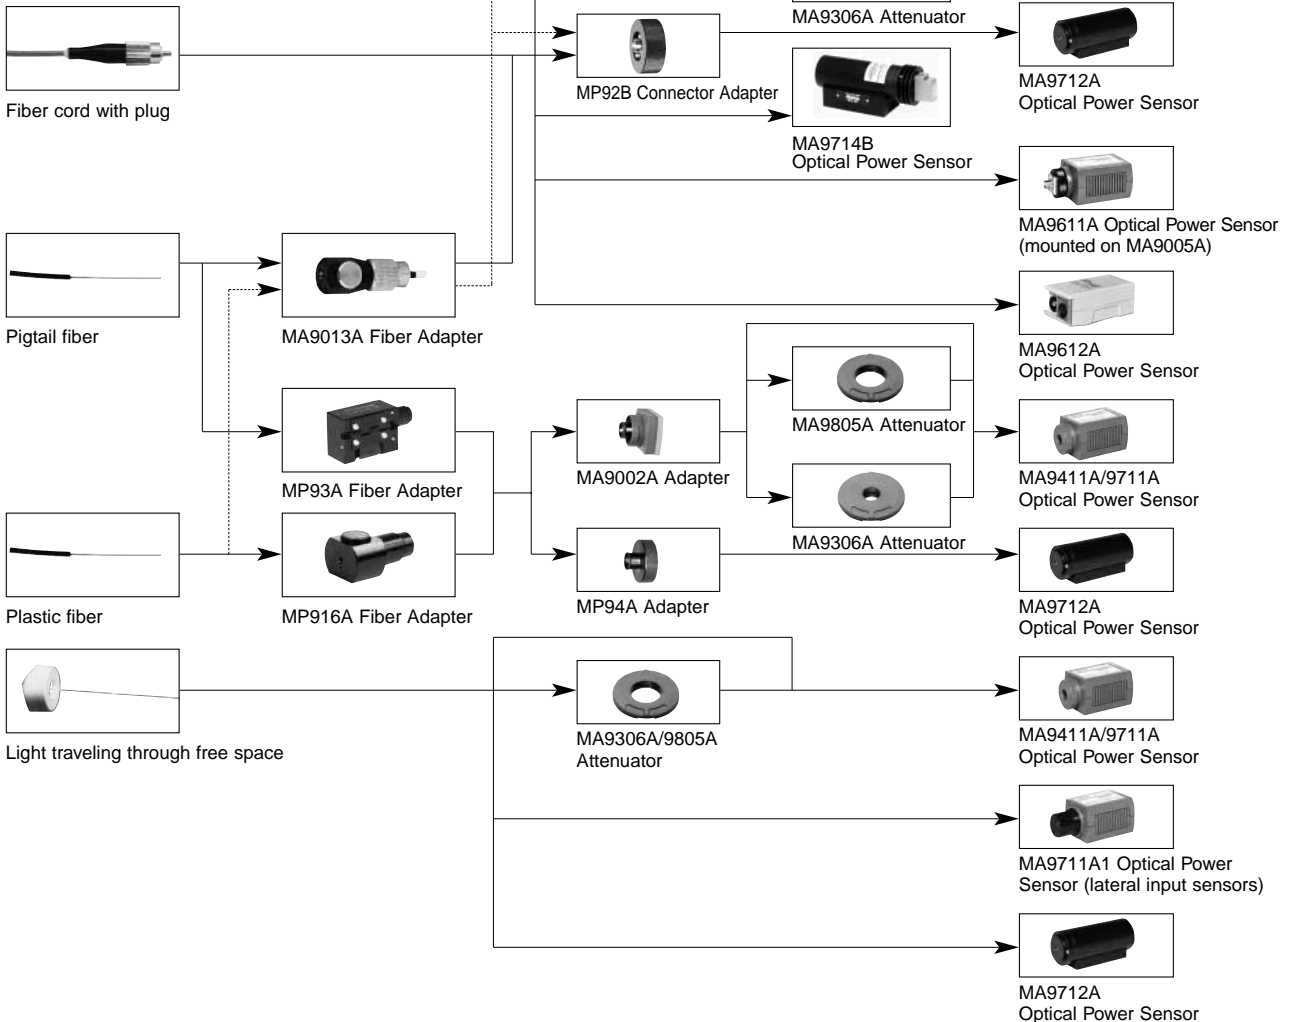 MA9306A Attenuator
MA9712A
Optical Power Sensor
Fiber cord with plug
MP92B Connector Adapter
MA9714B
Optical Power Sensor
MA9611A Optical Power Sensor
(mounted on MA9005A)
Pigtail fiber
MA9013A Fiber Adapter
MA9612A
Optical Power Sensor
MA9805A Attenuator
MP93A Fiber Adapter
MA9002A Adapter
MA9411A/9711A
Optical Power Sensor
MA9306A Attenuator
Plastic fiber
MP916A Fiber Adapter
MP94A Adapter
MA9712A
Optical Power Sensor
Light traveling through free space
MA9306A/9805A
Attenuator
MA9411A/9711A
Optical Power Sensor
MA9711A1 Optical Power
Sensor (lateral input sensors)
MA9712A
Optical Power Sensor